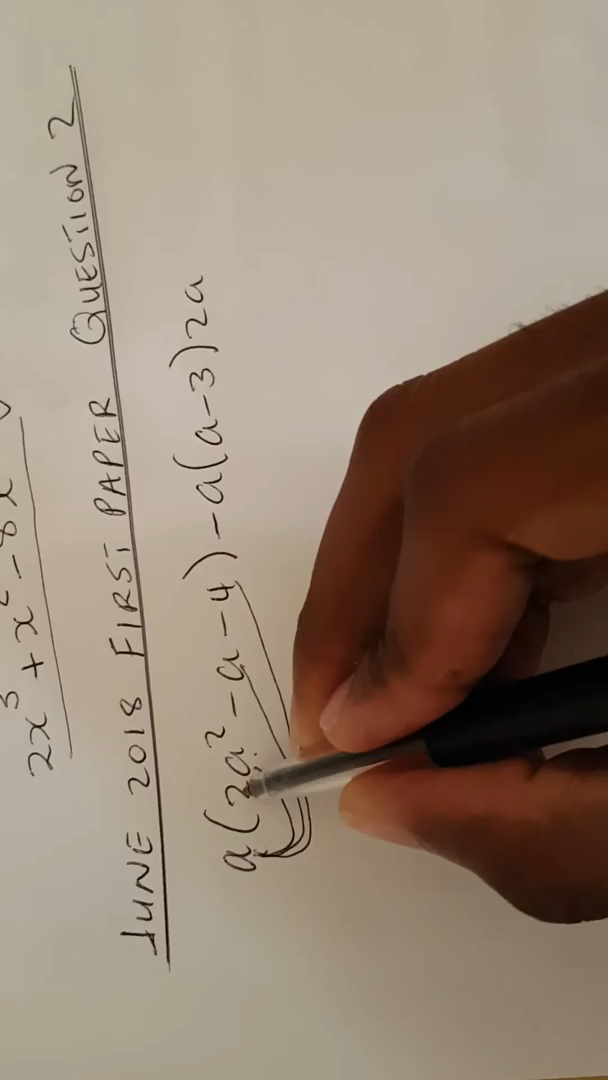 2x³ + x² - 8x
JUNE 2018 FIRST PAPER QUESTION 2
a(2a² - a - 4) - a(a - 3)2a